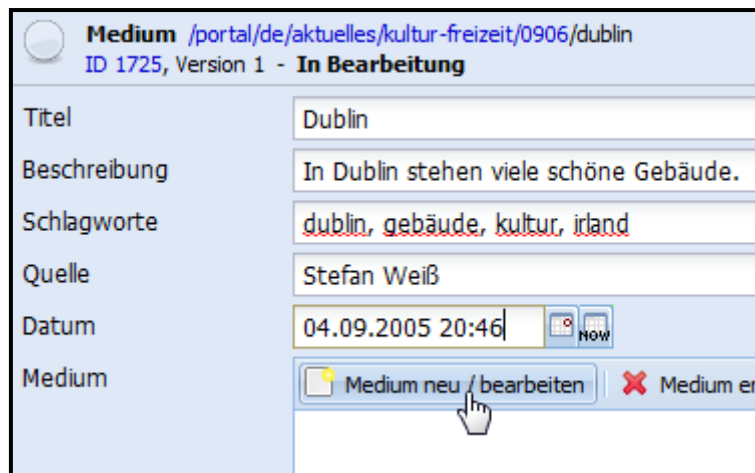 Medium /portal/de/aktuelles/kultur-freizeit/0906/dublin
ID 1725, Version 1 - In Bearbeitung
Titel Dublin
Beschreibung In Dublin stehen viele schöne Gebäude.
Schlagworte dublin, gebäude, kultur, irland
Quelle Stefan Weiß
Datum 04.09.2005 20:46 NOW
Medium Medium neu / bearbeiten Medium er